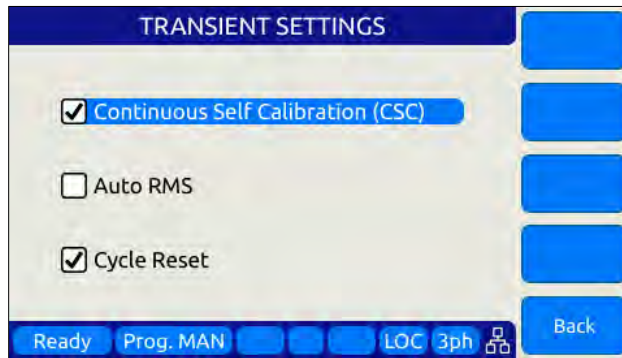 TRANSIENT SETTINGS
Continuous Self Calibration (CSC)
Auto RMS
Cycle Reset
Back
Ready Prog. MAN LOC 3ph